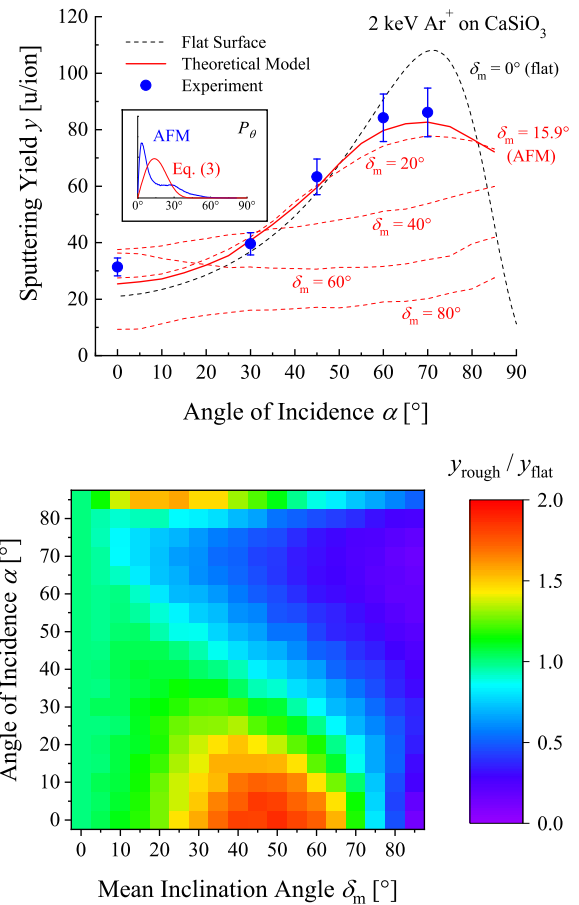 2 keV Ar⁺ on CaSiO₃
Flat Surface
Theoretical Model
Experiment
δₘ = 0° (flat)
δₘ = 15.9°
(AFM)
δₘ = 20°
δₘ = 40°
δₘ = 60°
δₘ = 80°
AFM
P_θ
Eq. (3)
0° 30° 90°
120
100
80
60
40
20
0
Sputtering Yield y [u/ion]
0 10 20 30 40 50 60 70 80 90
Angle of Incidence α [°]
y_rough / y_flat
80
70
60
50
40
30
20
10
0
Angle of Incidence α [°]
0 10 20 30 40 50 60 70 80
Mean Inclination Angle δₘ [°]
2.0
1.5
1.0
0.5
0.0